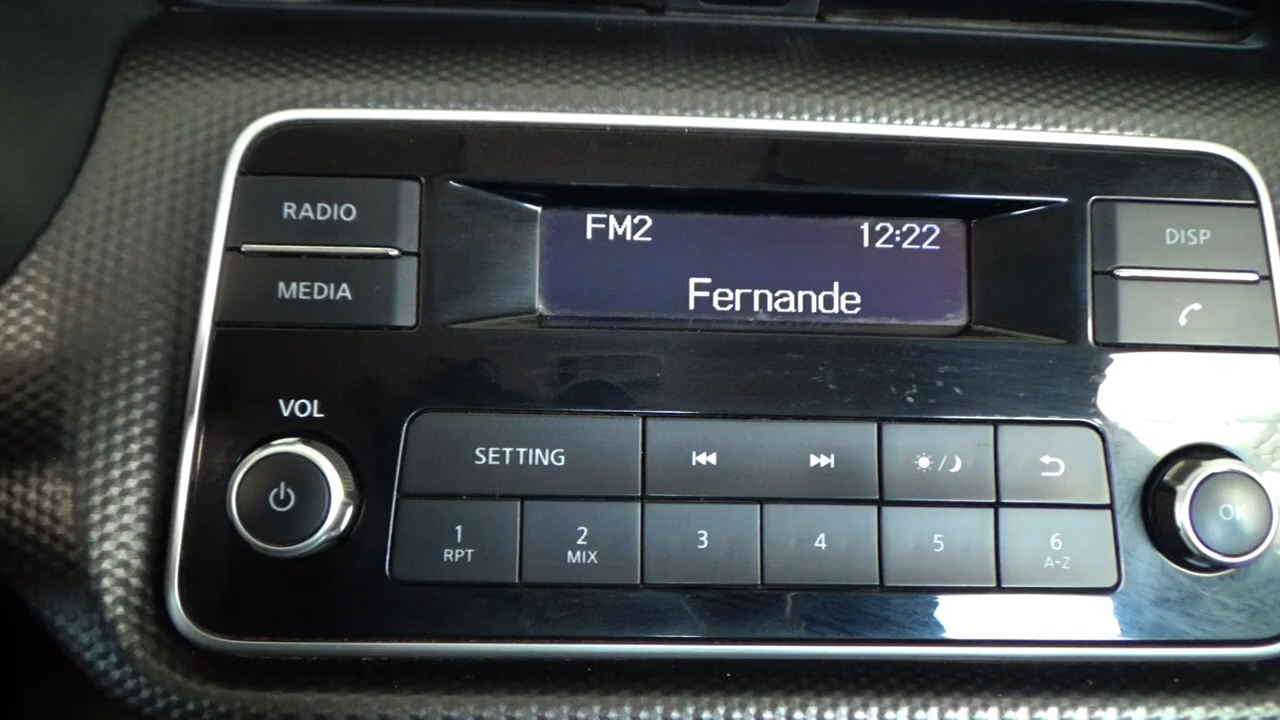 RADIO
MEDIA
FM2 12:22
Fernande
DISP
VOL
SETTING
1 2 3 4 5 6
RPT MIX A-Z
OK